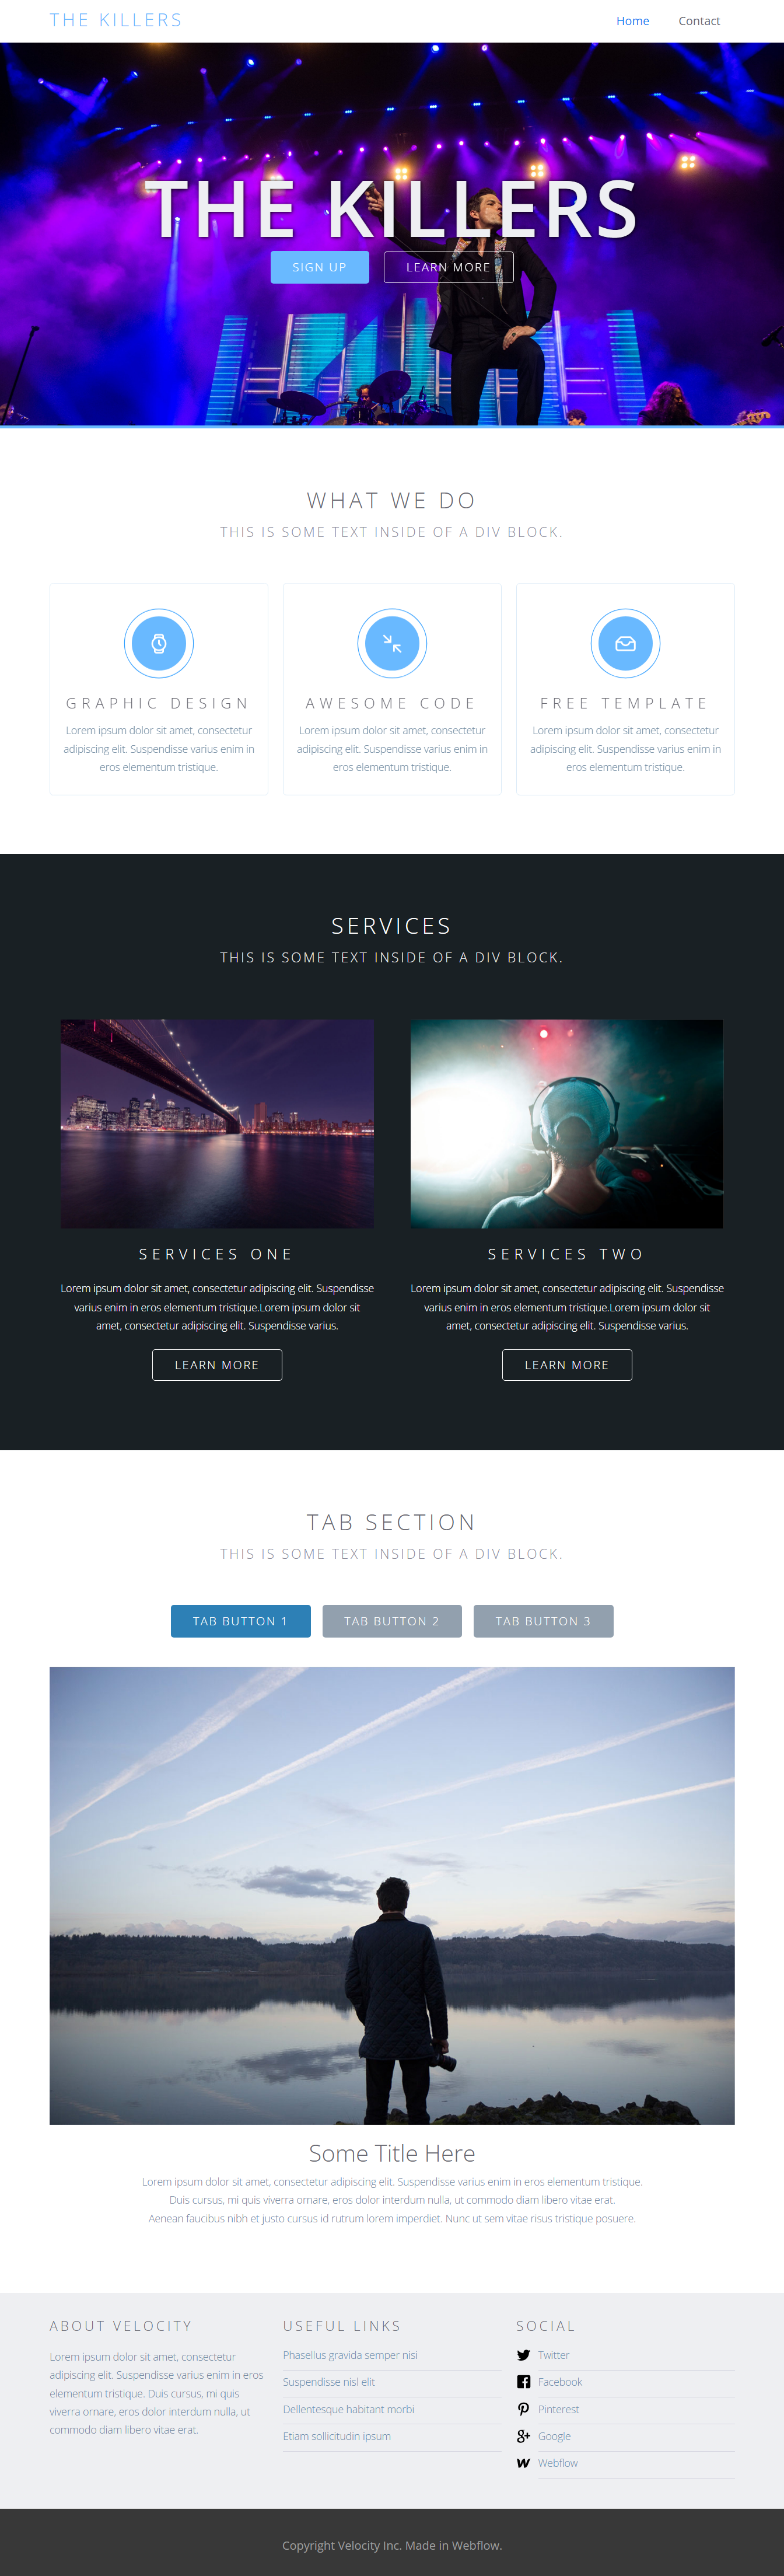 THE KILLERS
Home
Contact
THE KILLERS
SIGN UP
LEARN MORE
WHAT WE DO
THIS IS SOME TEXT INSIDE OF A DIV BLOCK.
GRAPHIC DESIGN
Lorem ipsum dolor sit amet, consectetur
adipiscing elit. Suspendisse varius enim in
eros elementum tristique.
AWESOME CODE
Lorem ipsum dolor sit amet, consectetur
adipiscing elit. Suspendisse varius enim in
eros elementum tristique.
FREE TEMPLATE
Lorem ipsum dolor sit amet, consectetur
adipiscing elit. Suspendisse varius enim in
eros elementum tristique.
SERVICES
THIS IS SOME TEXT INSIDE OF A DIV BLOCK.
SERVICES ONE
Lorem ipsum dolor sit amet, consectetur adipiscing elit. Suspendisse
varius enim in eros elementum tristique.Lorem ipsum dolor sit
amet, consectetur adipiscing elit. Suspendisse varius.
LEARN MORE
SERVICES TWO
Lorem ipsum dolor sit amet, consectetur adipiscing elit. Suspendisse
varius enim in eros elementum tristique.Lorem ipsum dolor sit
amet, consectetur adipiscing elit. Suspendisse varius.
LEARN MORE
TAB SECTION
THIS IS SOME TEXT INSIDE OF A DIV BLOCK.
TAB BUTTON 1
TAB BUTTON 2
TAB BUTTON 3
Some Title Here
Lorem ipsum dolor sit amet, consectetur adipiscing elit. Suspendisse varius enim in eros elementum tristique.
Duis cursus, mi quis viverra ornare, eros dolor interdum nulla, ut commodo diam libero vitae erat.
Aenean faucibus nibh et justo cursus id rutrum lorem imperdiet. Nunc ut sem vitae risus tristique posuere.
ABOUT VELOCITY
Lorem ipsum dolor sit amet, consectetur
adipiscing elit. Suspendisse varius enim in eros
elementum tristique. Duis cursus, mi quis
viverra ornare, eros dolor interdum nulla, ut
commodo diam libero vitae erat.
USEFUL LINKS
Phasellus gravida semper nisi
Suspendisse nisl elit
Dellentesque habitant morbi
Etiam sollicitudin ipsum
SOCIAL
Twitter
Facebook
Pinterest
Google
Webflow
Copyright Velocity Inc. Made in Webflow.